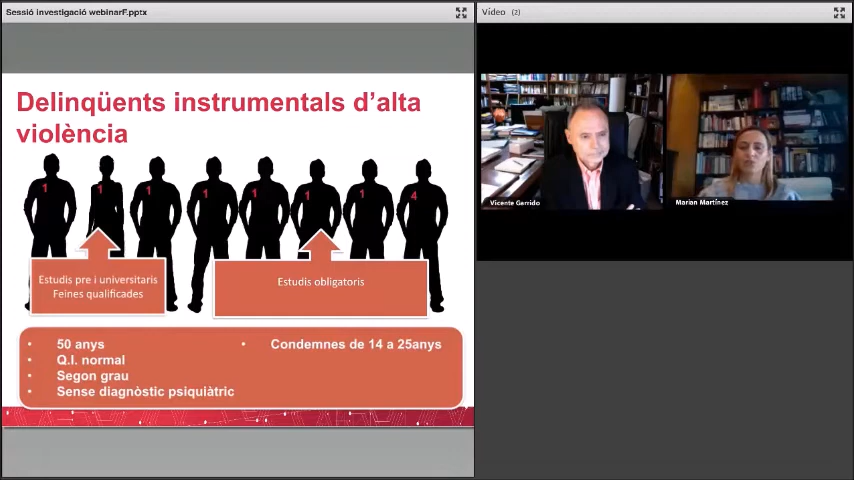 Sessió investigació webinarF.pptx
Vídeo (2)
Delinqüents instrumentals d’alta
violència
1 1 1 1 1 1 1 4
Estudis pre i universitaris
Feines qualificades
Estudis obligatoris
• 50 anys
• Q.I. normal
• Segon grau
• Sense diagnòstic psiquiàtric
• Condemnes de 14 a 25anys
Vicente Garrido
Marian Martínez